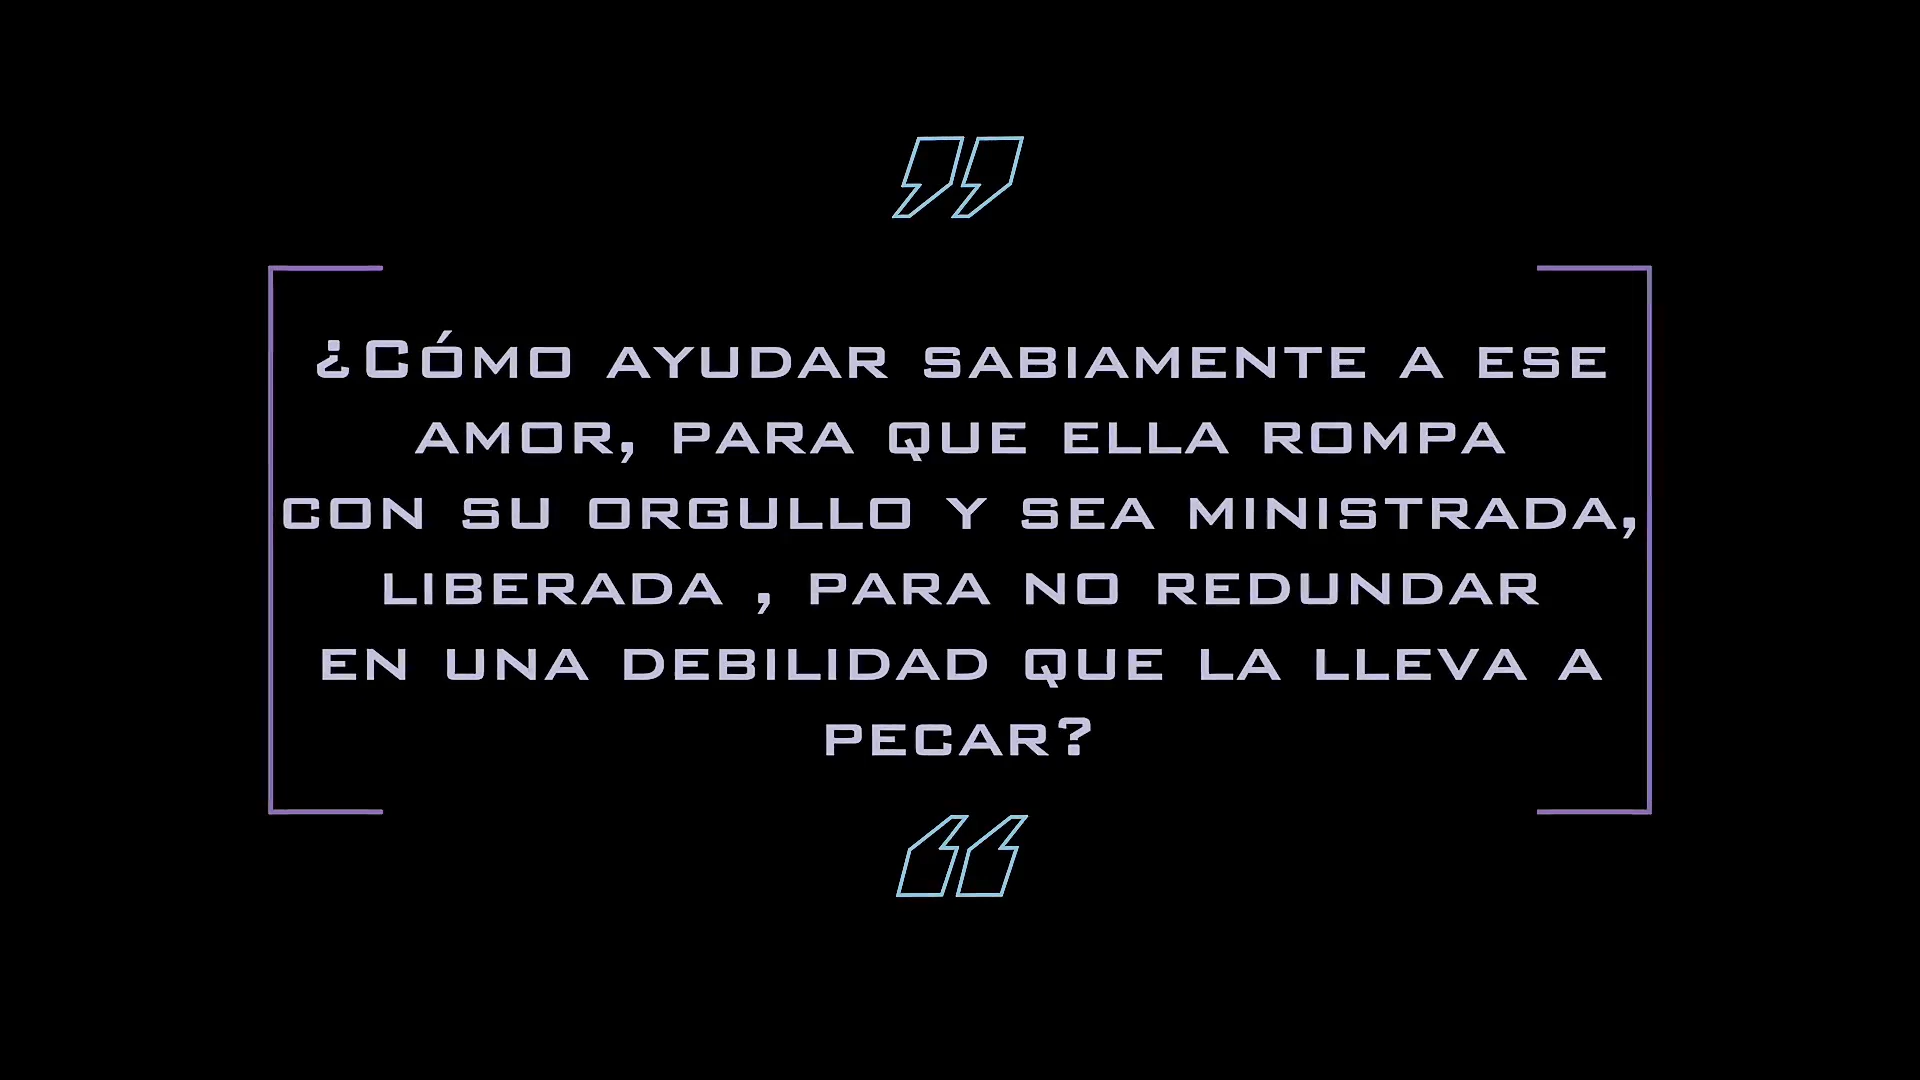 ¿Cómo ayudar sabiamente a ese
amor, para que ella rompa
con su orgullo y sea ministrada,
liberada , para no redundar
en una debilidad que la lleva a
pecar?